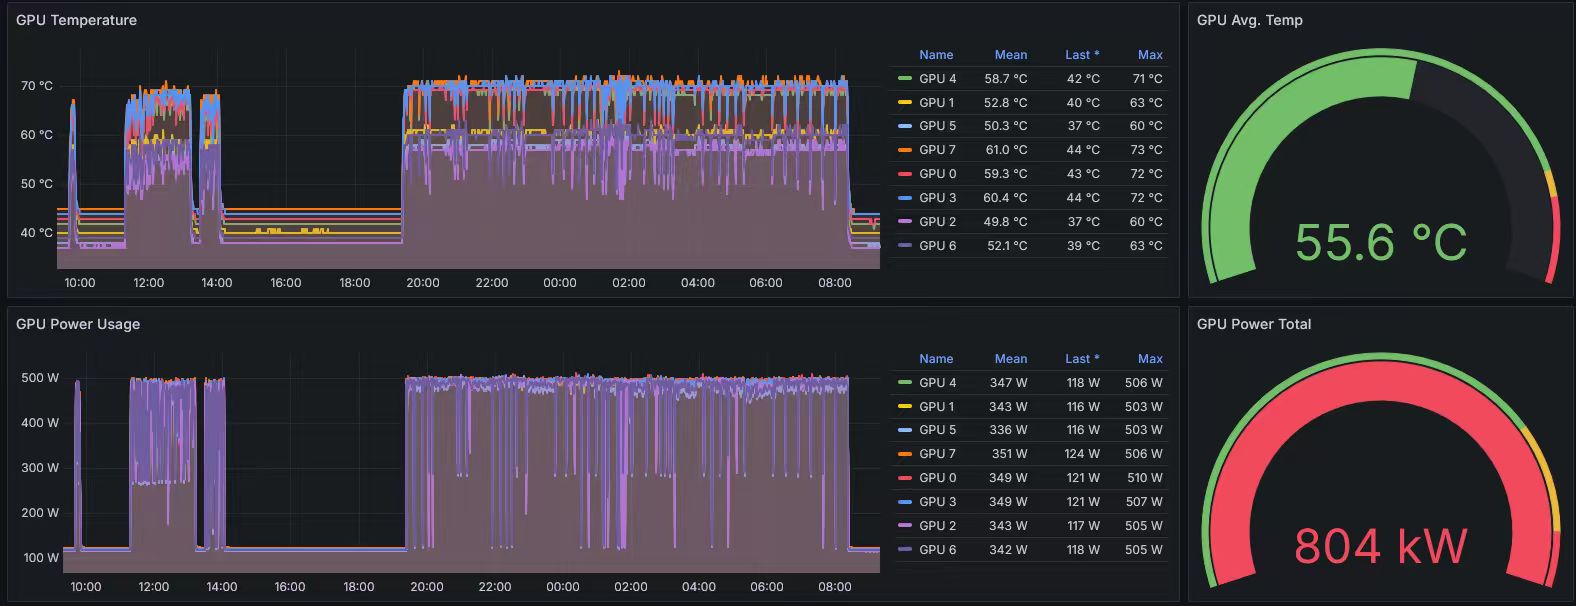 GPU Temperature
70 °C
60 °C
50 °C
40 °C
10:00 12:00 14:00 16:00 18:00 20:00 22:00 00:00 02:00 04:00 06:00 08:00
Name Mean Last * Max
GPU 4 58.7 °C 42 °C 71 °C
GPU 1 52.8 °C 40 °C 63 °C
GPU 5 50.3 °C 37 °C 60 °C
GPU 7 61.0 °C 44 °C 73 °C
GPU 0 59.3 °C 43 °C 72 °C
GPU 3 60.4 °C 44 °C 72 °C
GPU 2 49.8 °C 37 °C 60 °C
GPU 6 52.1 °C 39 °C 63 °C
GPU Avg. Temp
55.6 °C
GPU Power Usage
500 W
400 W
300 W
200 W
100 W
10:00 12:00 14:00 16:00 18:00 20:00 22:00 00:00 02:00 04:00 06:00 08:00
Name Mean Last * Max
GPU 4 347 W 118 W 506 W
GPU 1 343 W 116 W 503 W
GPU 5 336 W 116 W 503 W
GPU 7 351 W 124 W 506 W
GPU 0 349 W 121 W 510 W
GPU 3 349 W 121 W 507 W
GPU 2 343 W 117 W 505 W
GPU 6 342 W 118 W 505 W
GPU Power Total
804 kW